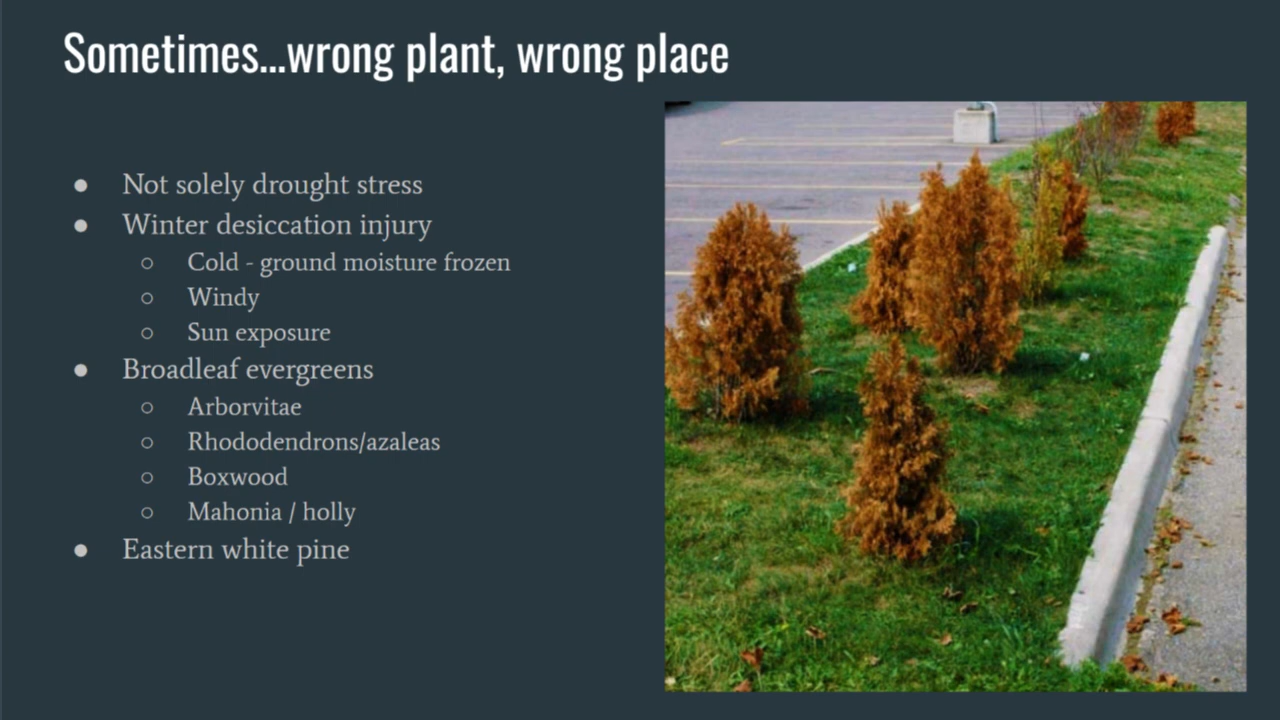 Sometimes...wrong plant, wrong place
● Not solely drought stress
● Winter desiccation injury
○ Cold - ground moisture frozen
○ Windy
○ Sun exposure
● Broadleaf evergreens
○ Arborvitae
○ Rhododendrons/azaleas
○ Boxwood
○ Mahonia / holly
● Eastern white pine